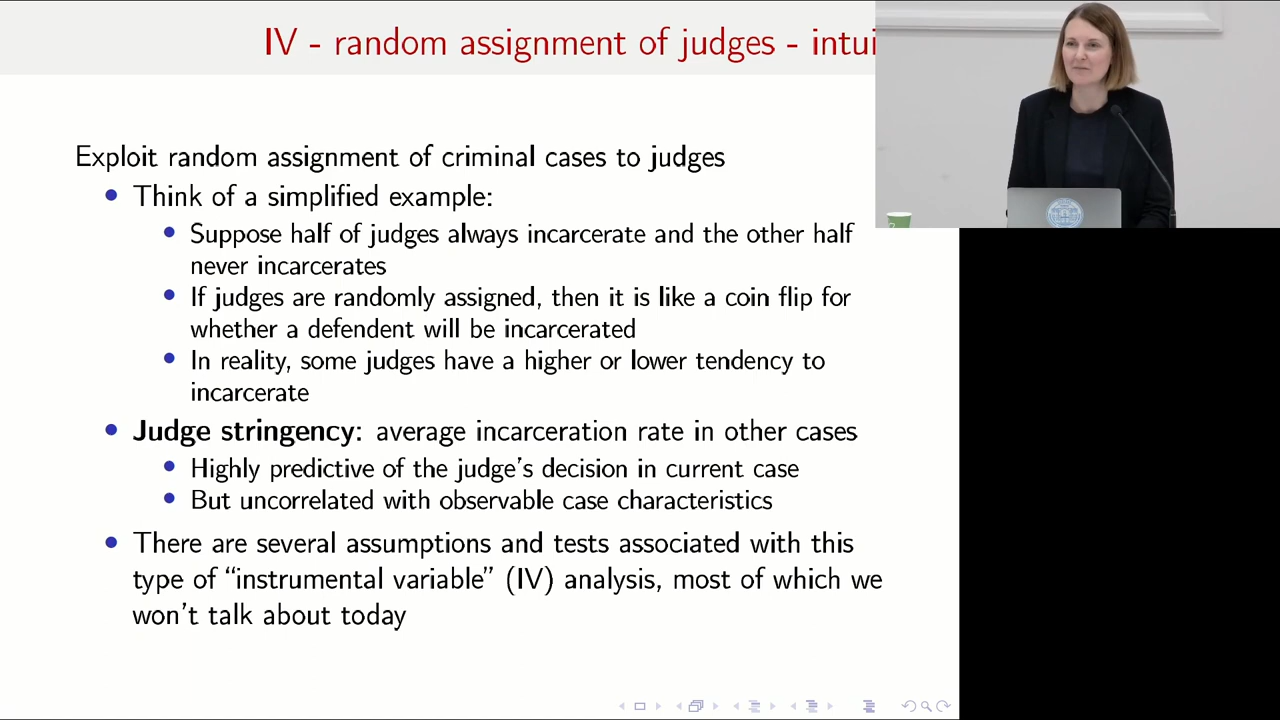 IV - random assignment of judges - intui
Exploit random assignment of criminal cases to judges
Think of a simplified example:
Suppose half of judges always incarcerate and the other half
never incarcerates
If judges are randomly assigned, then it is like a coin flip for
whether a defendent will be incarcerated
In reality, some judges have a higher or lower tendency to
incarcerate
Judge stringency: average incarceration rate in other cases
Highly predictive of the judge's decision in current case
But uncorrelated with observable case characteristics
There are several assumptions and tests associated with this
type of “instrumental variable” (IV) analysis, most of which we
won't talk about today